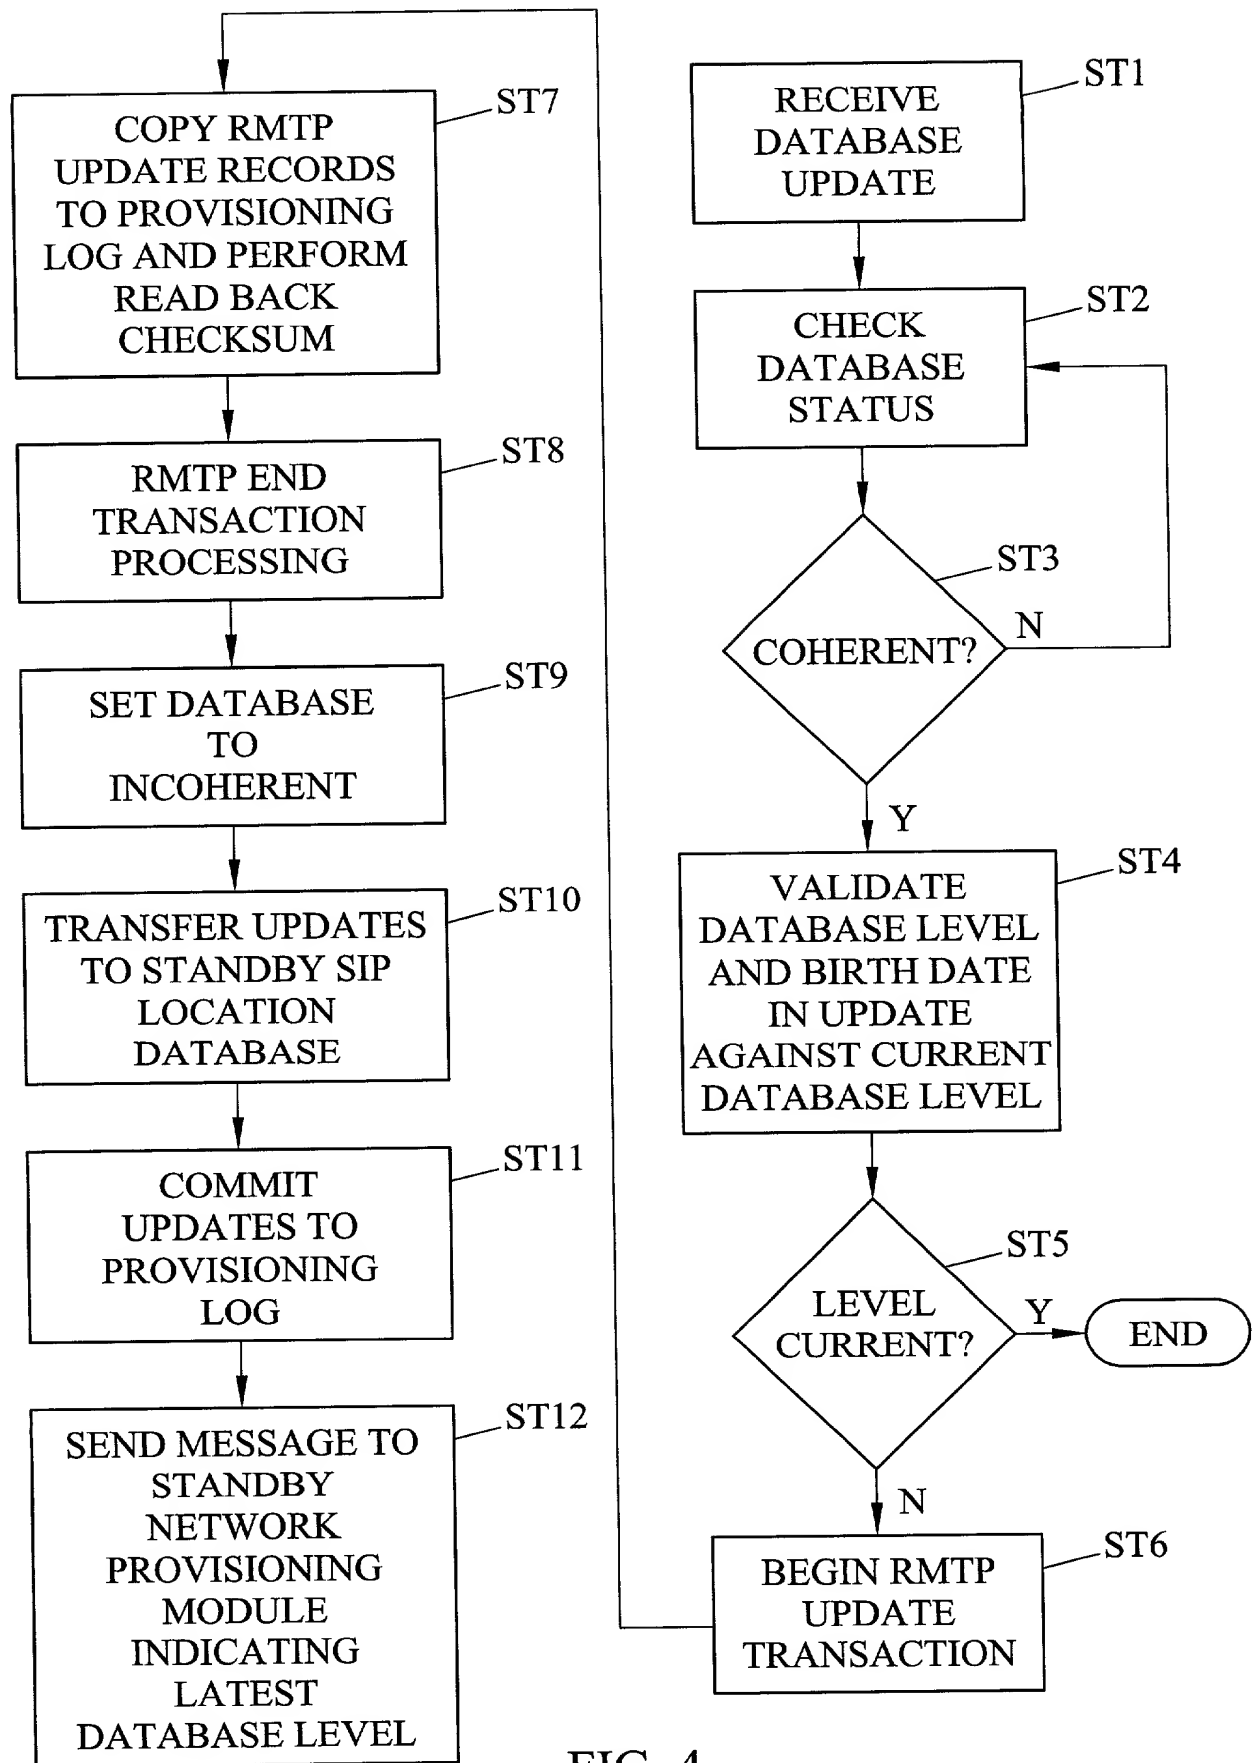 RECEIVE
DATABASE
UPDATE
ST1
CHECK
DATABASE
STATUS
ST2
COHERENT?
ST3
N
Y
VALIDATE
DATABASE LEVEL
AND BIRTH DATE
IN UPDATE
AGAINST CURRENT
DATABASE LEVEL
ST4
LEVEL
CURRENT?
ST5
Y
END
N
BEGIN RMTP
UPDATE
TRANSACTION
ST6
COPY RMTP
UPDATE RECORDS
TO PROVISIONING
LOG AND PERFORM
READ BACK
CHECKSUM
ST7
RMTP END
TRANSACTION
PROCESSING
ST8
SET DATABASE
TO
INCOHERENT
ST9
TRANSFER UPDATES
TO STANDBY SIP
LOCATION
DATABASE
ST10
COMMIT
UPDATES TO
PROVISIONING
LOG
ST11
SEND MESSAGE TO
STANDBY
NETWORK
PROVISIONING
MODULE
INDICATING
LATEST
DATABASE LEVEL
ST12
FIG. 4